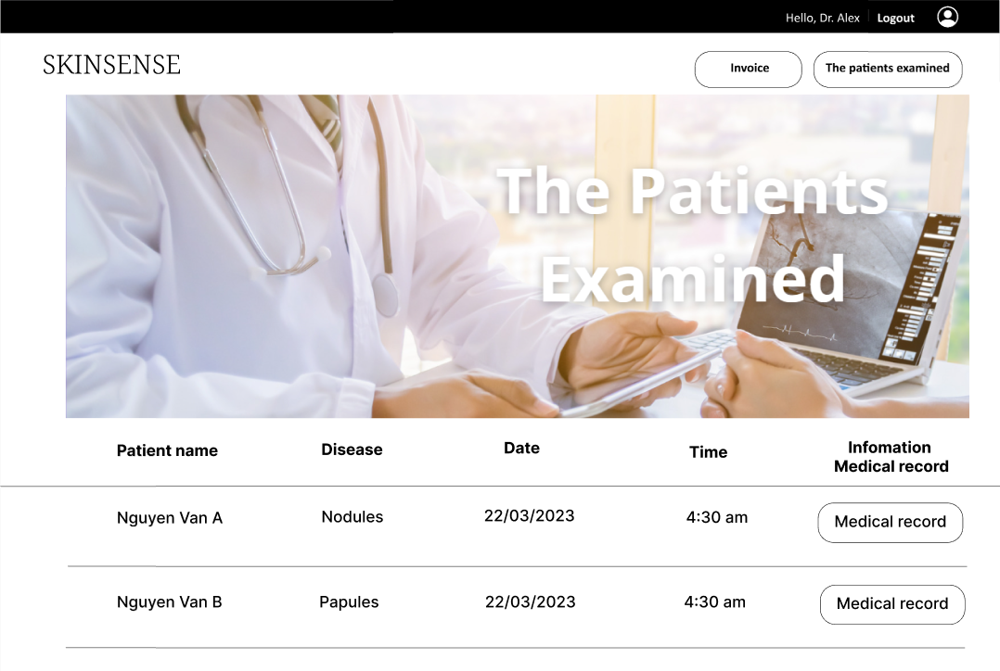 Hello, Dr. Alex Logout
SKINSENSE
Invoice The patients examined
The Patients
Examined
Patient name Disease Date Time Infomation
Medical record
Nguyen Van A Nodules 22/03/2023 4:30 am Medical record
Nguyen Van B Papules 22/03/2023 4:30 am Medical record